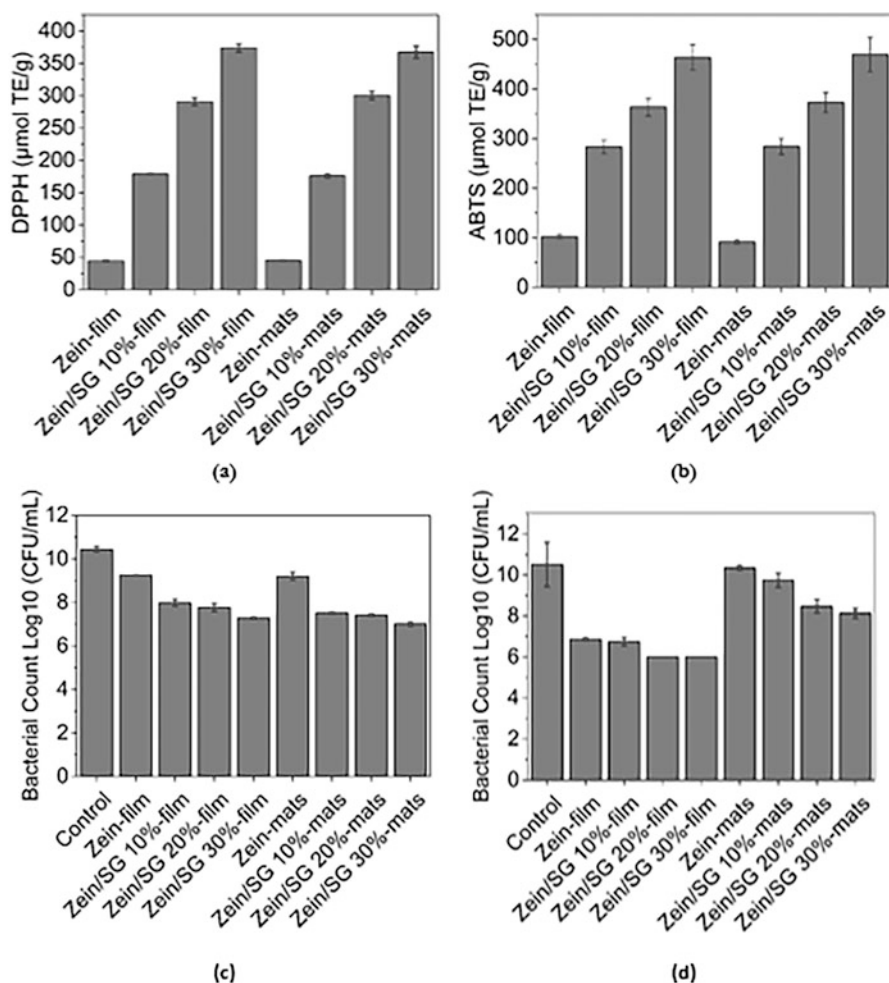 DPPH (µmol TE/g)
400
350
300
250
200
150
100
50
0
Zein-film
Zein/SG 10%-film
Zein/SG 20%-film
Zein/SG 30%-film
Zein-mats
Zein/SG 10%-mats
Zein/SG 20%-mats
Zein/SG 30%-mats
(a)
ABTS (µmol TE/g)
500
400
300
200
100
0
Zein-film
Zein/SG 10%-film
Zein/SG 20%-film
Zein/SG 30%-film
Zein-mats
Zein/SG 10%-mats
Zein/SG 20%-mats
Zein/SG 30%-mats
(b)
Bacterial Count Log10 (CFU/mL)
12
10
8
6
4
2
0
Control
Zein-film
Zein/SG 10%-film
Zein/SG 20%-film
Zein/SG 30%-film
Zein-mats
Zein/SG 10%-mats
Zein/SG 20%-mats
Zein/SG 30%-mats
(c)
Bacterial Count Log10 (CFU/mL)
12
10
8
6
4
2
0
Control
Zein-film
Zein/SG 10%-film
Zein/SG 20%-film
Zein/SG 30%-film
Zein-mats
Zein/SG 10%-mats
Zein/SG 20%-mats
Zein/SG 30%-mats
(d)